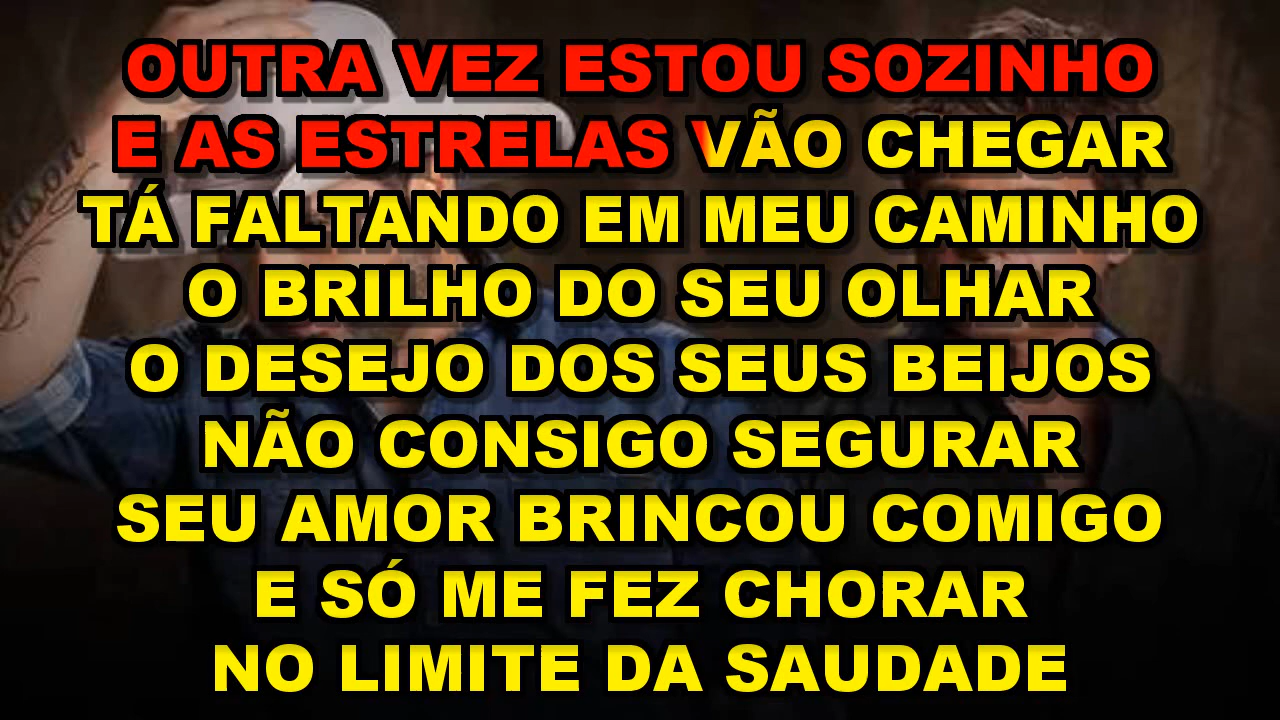 OUTRA VEZ ESTOU SOZINHO
E AS ESTRELAS VÃO CHEGAR
TÁ FALTANDO EM MEU CAMINHO
O BRILHO DO SEU OLHAR
O DESEJO DOS SEUS BEIJOS
NÃO CONSIGO SEGURAR
SEU AMOR BRINCOU COMIGO
E SÓ ME FEZ CHORAR
NO LIMITE DA SAUDADE